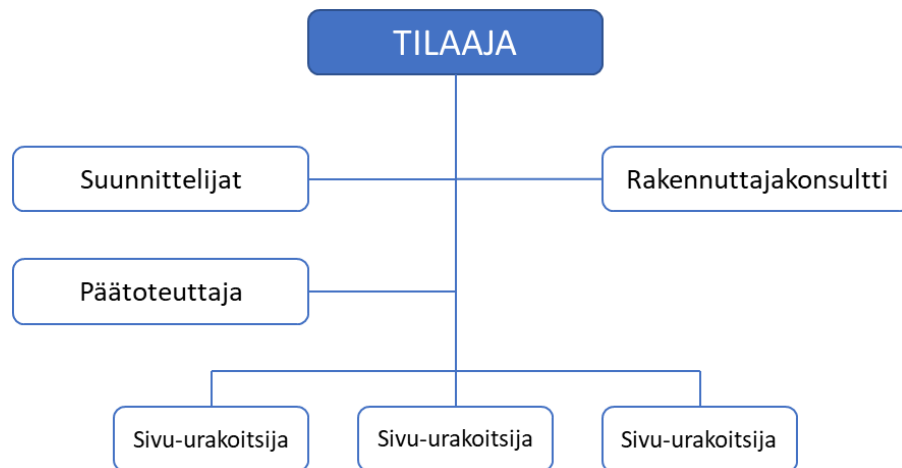 TILAAJA
Suunnittelijat
Rakennuttajakonsultti
Päätoteuttaja
Sivu-urakoitsija
Sivu-urakoitsija
Sivu-urakoitsija